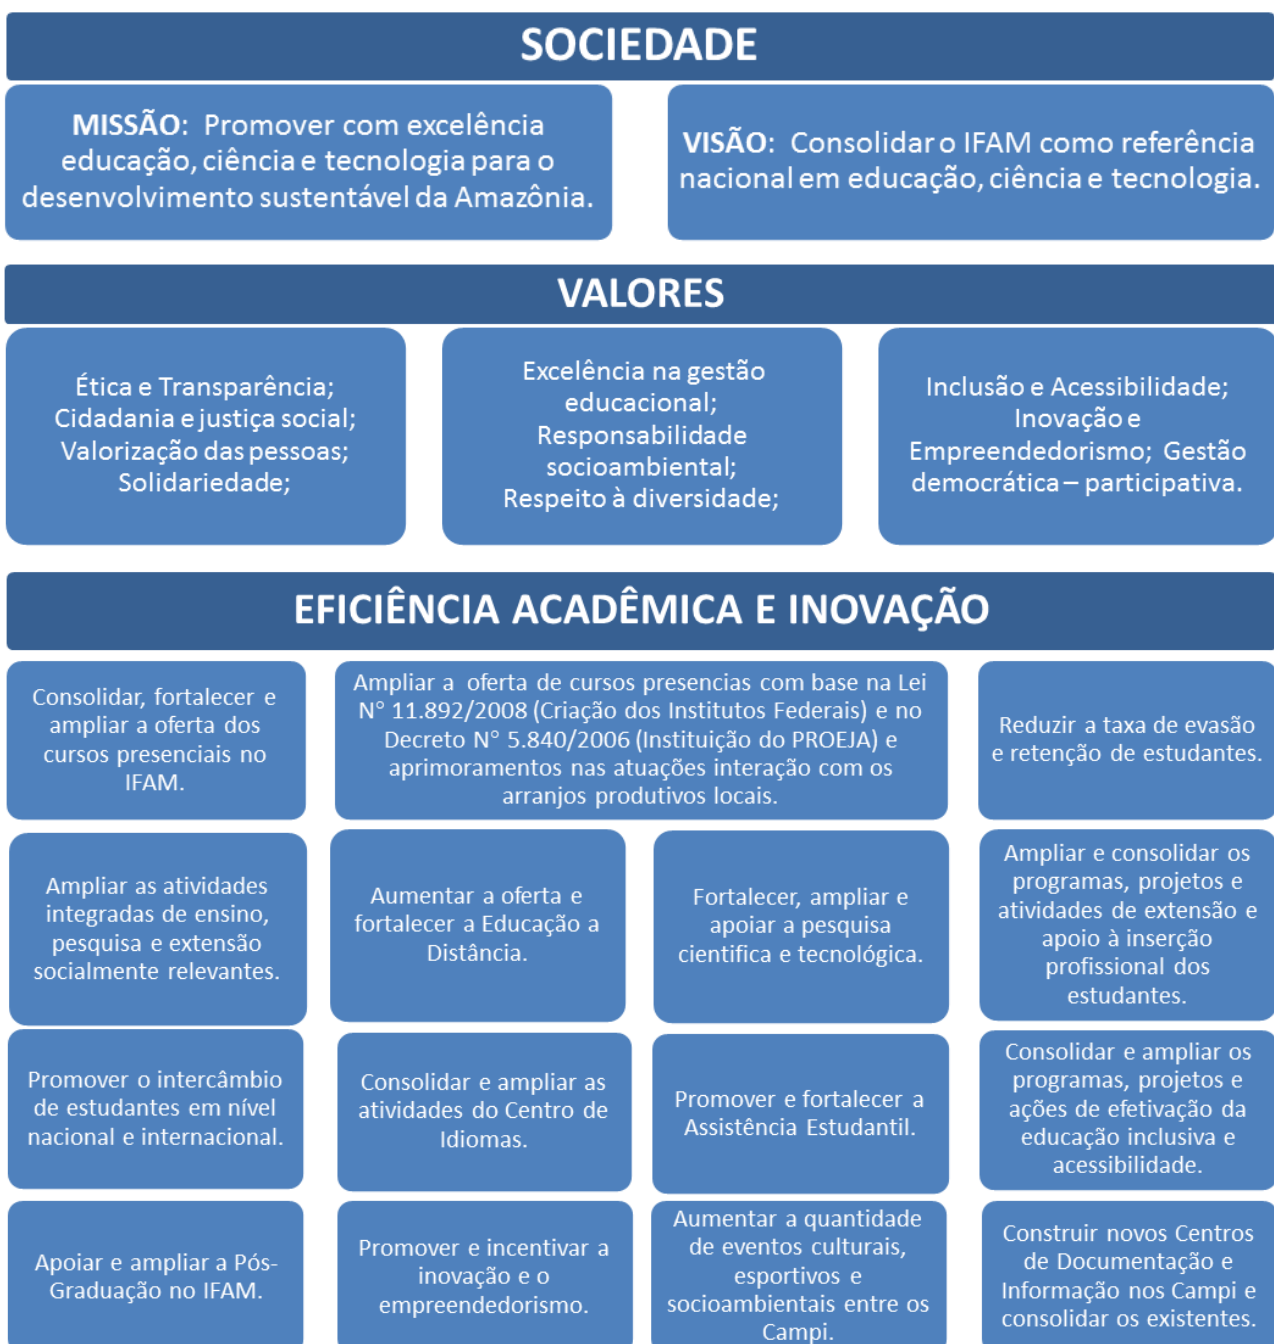 SOCIEDADE
MISSÃO: Promover com excelência
educação, ciência e tecnologia para o
desenvolvimento sustentável da Amazônia.
VISÃO: Consolidar o IFAM como referência
nacional em educação, ciência e tecnologia.
VALORES
Ética e Transparência;
Cidadania e justiça social;
Valorização das pessoas;
Solidariedade;
Excelência na gestão
educacional;
Responsabilidade
socioambiental;
Respeito à diversidade;
Inclusão e Acessibilidade;
Inovação e
Empreendedorismo; Gestão
democrática – participativa.
EFICIÊNCIA ACADÊMICA E INOVAÇÃO
Consolidar, fortalecer e
ampliar a oferta dos
cursos presenciais no
IFAM.
Ampliar a oferta de cursos presencias com base na Lei
N° 11.892/2008 (Criação dos Institutos Federais) e no
Decreto N° 5.840/2006 (Instituição do PROEJA) e
aprimoramentos nas atuações interação com os
arranjos produtivos locais.
Reduzir a taxa de evasão
e retenção de estudantes.
Ampliar as atividades
integradas de ensino,
pesquisa e extensão
socialmente relevantes.
Aumentar a oferta e
fortalecer a Educação a
Distância.
Fortalecer, ampliar e
apoiar a pesquisa
cientifica e tecnológica.
Ampliar e consolidar os
programas, projetos e
atividades de extensão e
apoio à inserção
profissional dos
estudantes.
Promover o intercâmbio
de estudantes em nível
nacional e internacional.
Consolidar e ampliar as
atividades do Centro de
Idiomas.
Promover e fortalecer a
Assistência Estudantil.
Consolidar e ampliar os
programas, projetos e
ações de efetivação da
educação inclusiva e
acessibilidade.
Apoiar e ampliar a Pós-
Graduação no IFAM.
Promover e incentivar a
inovação e o
empreendedorismo.
Aumentar a quantidade
de eventos culturais,
esportivos e
socioambientais entre os
Campi.
Construir novos Centros
de Documentação e
Informação nos Campi e
consolidar os existentes.